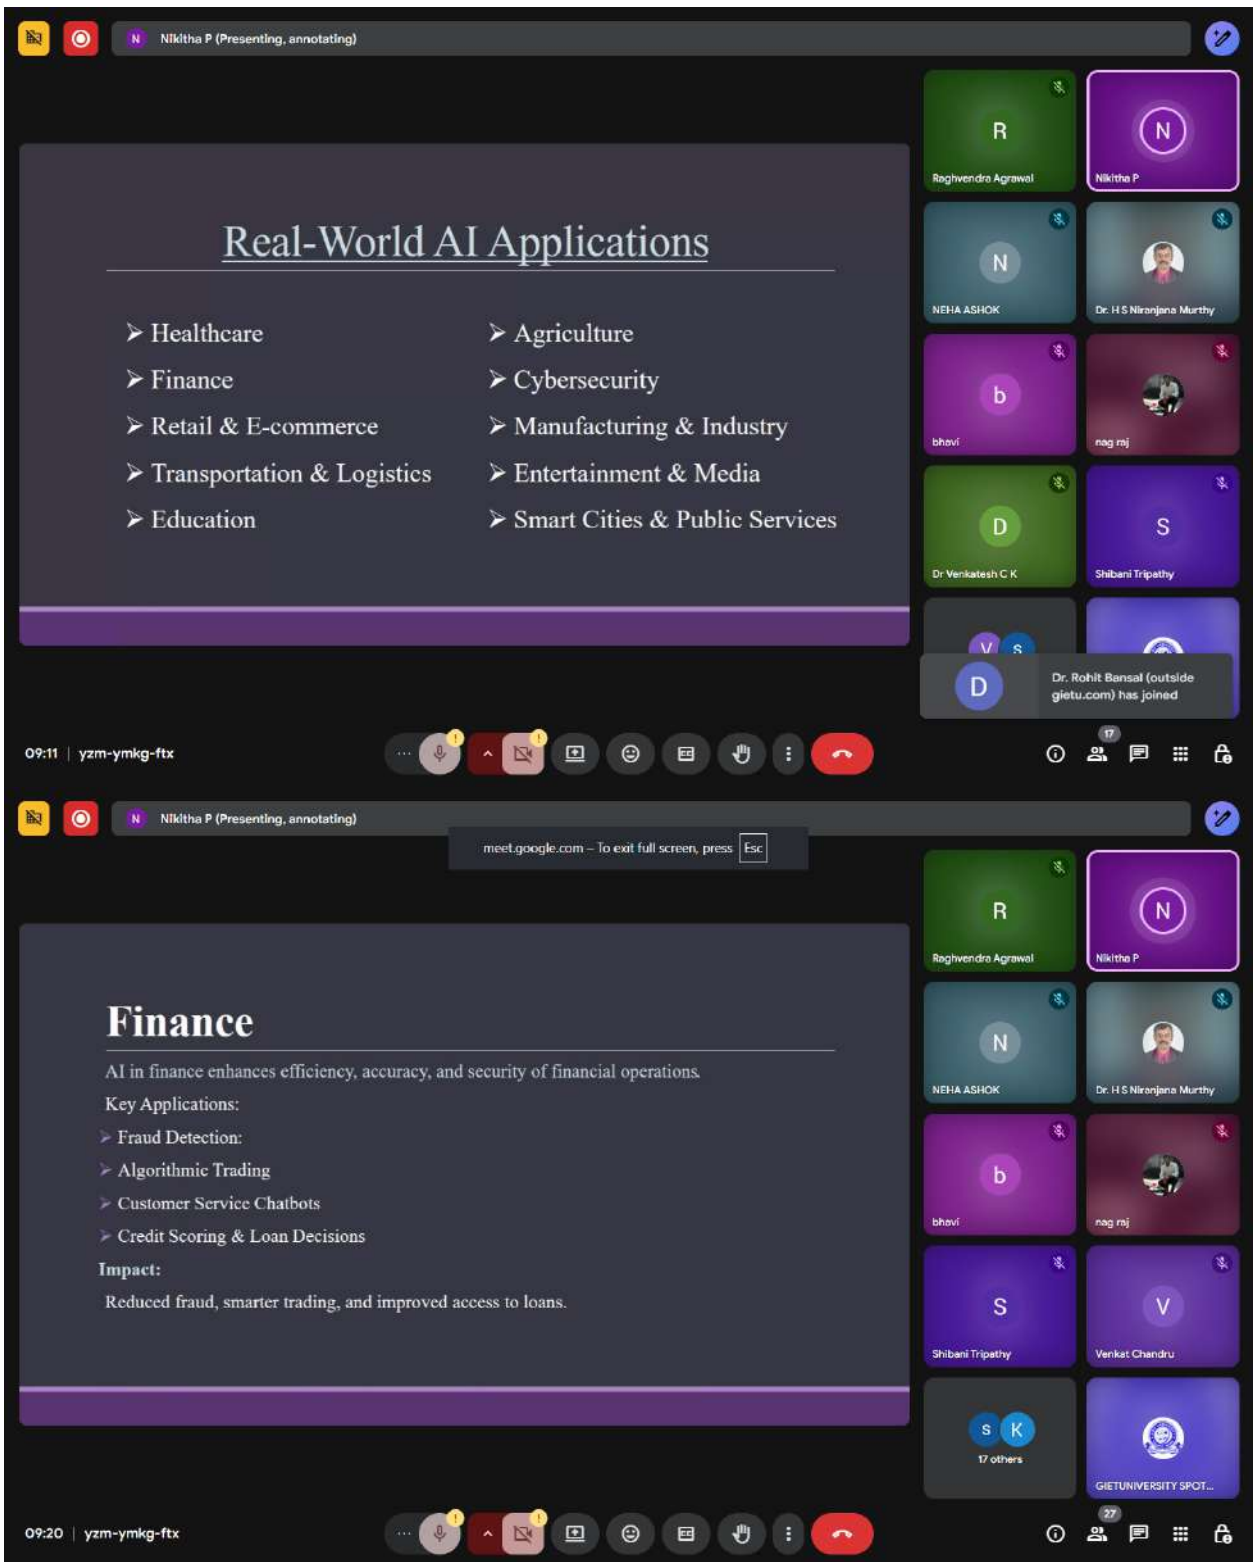 N Nikitha P (Presenting, annotating)
Real-World AI Applications
➢ Healthcare
➢ Finance
➢ Retail & E-commerce
➢ Transportation & Logistics
➢ Education
➢ Agriculture
➢ Cybersecurity
➢ Manufacturing & Industry
➢ Entertainment & Media
➢ Smart Cities & Public Services
R
Raghvendra Agrawal
N
Nikitha P
N
NEHA ASHOK
Dr. H S Niranjana Murthy
b
bhavi
nag raj
D
Dr Venkatesh C K
S
Shibani Tripathy
V S
D
Dr. Rohit Bansal (outside
gietu.com) has joined
09:11 | yzm-ymkg-ftx
17
N Nikitha P (Presenting, annotating)
meet.google.com – To exit full screen, press Esc
Finance
AI in finance enhances efficiency, accuracy, and security of financial operations.
Key Applications:
➢ Fraud Detection:
➢ Algorithmic Trading
➢ Customer Service Chatbots
➢ Credit Scoring & Loan Decisions
Impact:
Reduced fraud, smarter trading, and improved access to loans.
R
Raghvendra Agrawal
N
Nikitha P
N
NEHA ASHOK
Dr. H S Niranjana Murthy
b
bhavi
nag raj
S
Shibani Tripathy
V
Venkat Chandru
S K
17 others
GIETUNIVERSITY SPOT...
09:20 | yzm-ymkg-ftx
27